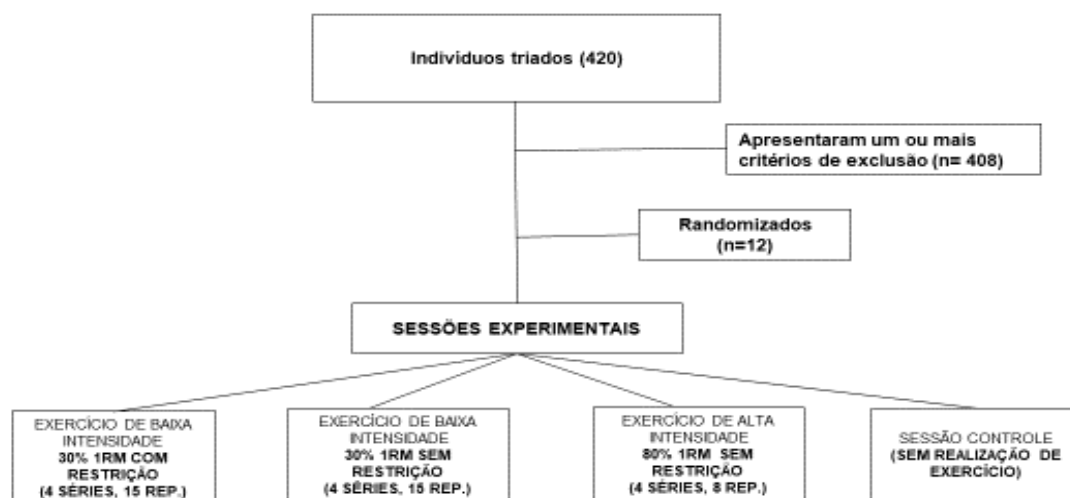 Indivíduos triados (420)
Apresentaram um ou mais
critérios de exclusão (n= 408)
Randomizados
(n=12)
SESSÕES EXPERIMENTAIS
EXERCÍCIO DE BAIXA
INTENSIDADE
30% 1RM COM
RESTRIÇÃO
(4 SÉRIES, 15 REP.)
EXERCÍCIO DE BAIXA
INTENSIDADE
30% 1RM SEM
RESTRIÇÃO
(4 SÉRIES, 15 REP.)
EXERCÍCIO DE ALTA
INTENSIDADE
80% 1RM SEM
RESTRIÇÃO
(4 SÉRIES, 8 REP.)
SESSÃO CONTROLE
(SEM REALIZAÇÃO DE
EXERCÍCIO)